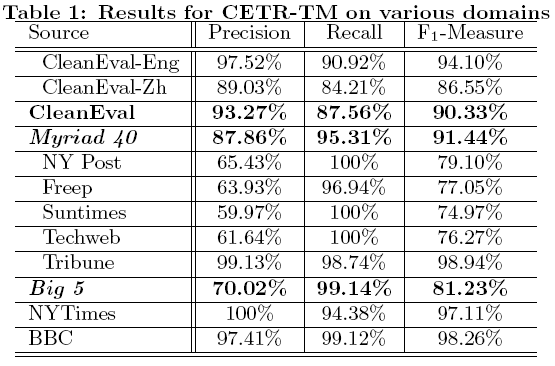 Table 1: Results for CETR-TM on various domains
Source Precision Recall F₁-Measure
CleanEval-Eng 97.52% 90.92% 94.10%
CleanEval-Zh 89.03% 84.21% 86.55%
CleanEval 93.27% 87.56% 90.33%
Myriad 40 87.86% 95.31% 91.44%
NY Post 65.43% 100% 79.10%
Freep 63.93% 96.94% 77.05%
Suntimes 59.97% 100% 74.97%
Techweb 61.64% 100% 76.27%
Tribune 99.13% 98.74% 98.94%
Big 5 70.02% 99.14% 81.23%
NYTimes 100% 94.38% 97.11%
BBC 97.41% 99.12% 98.26%